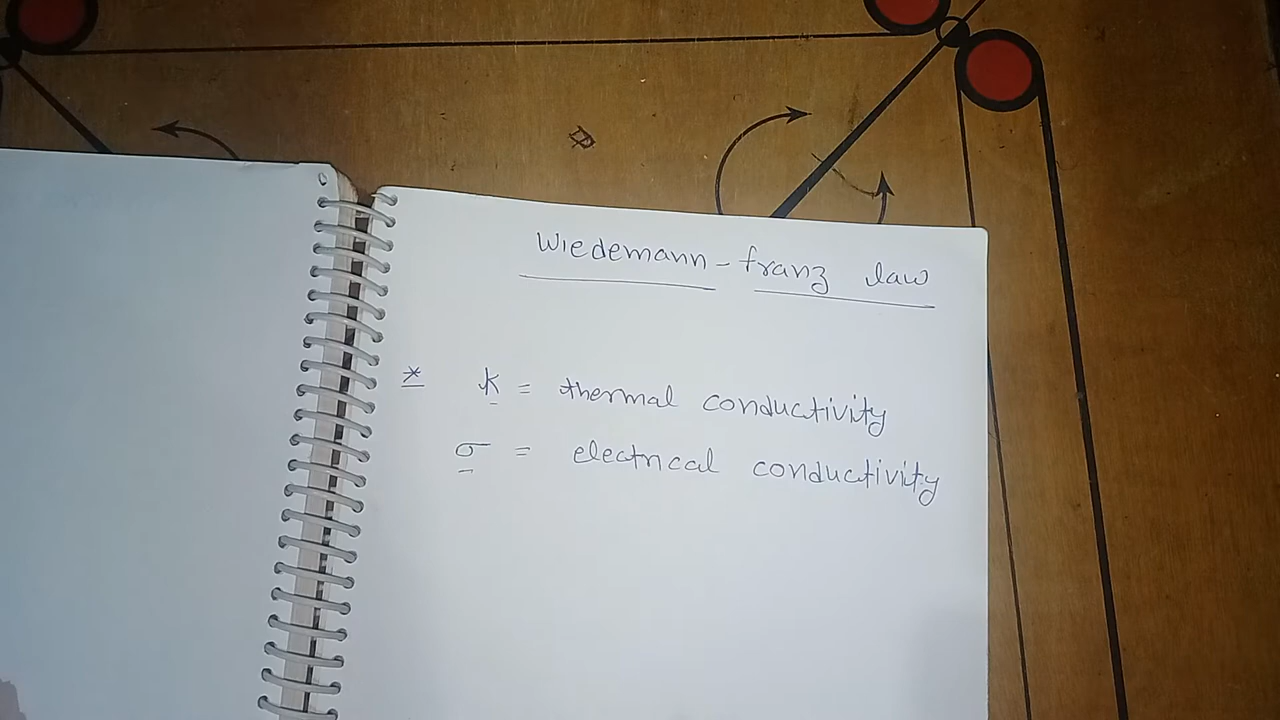 Wiedemann - franz law
* k = thermal conductivity
σ = electrical conductivity